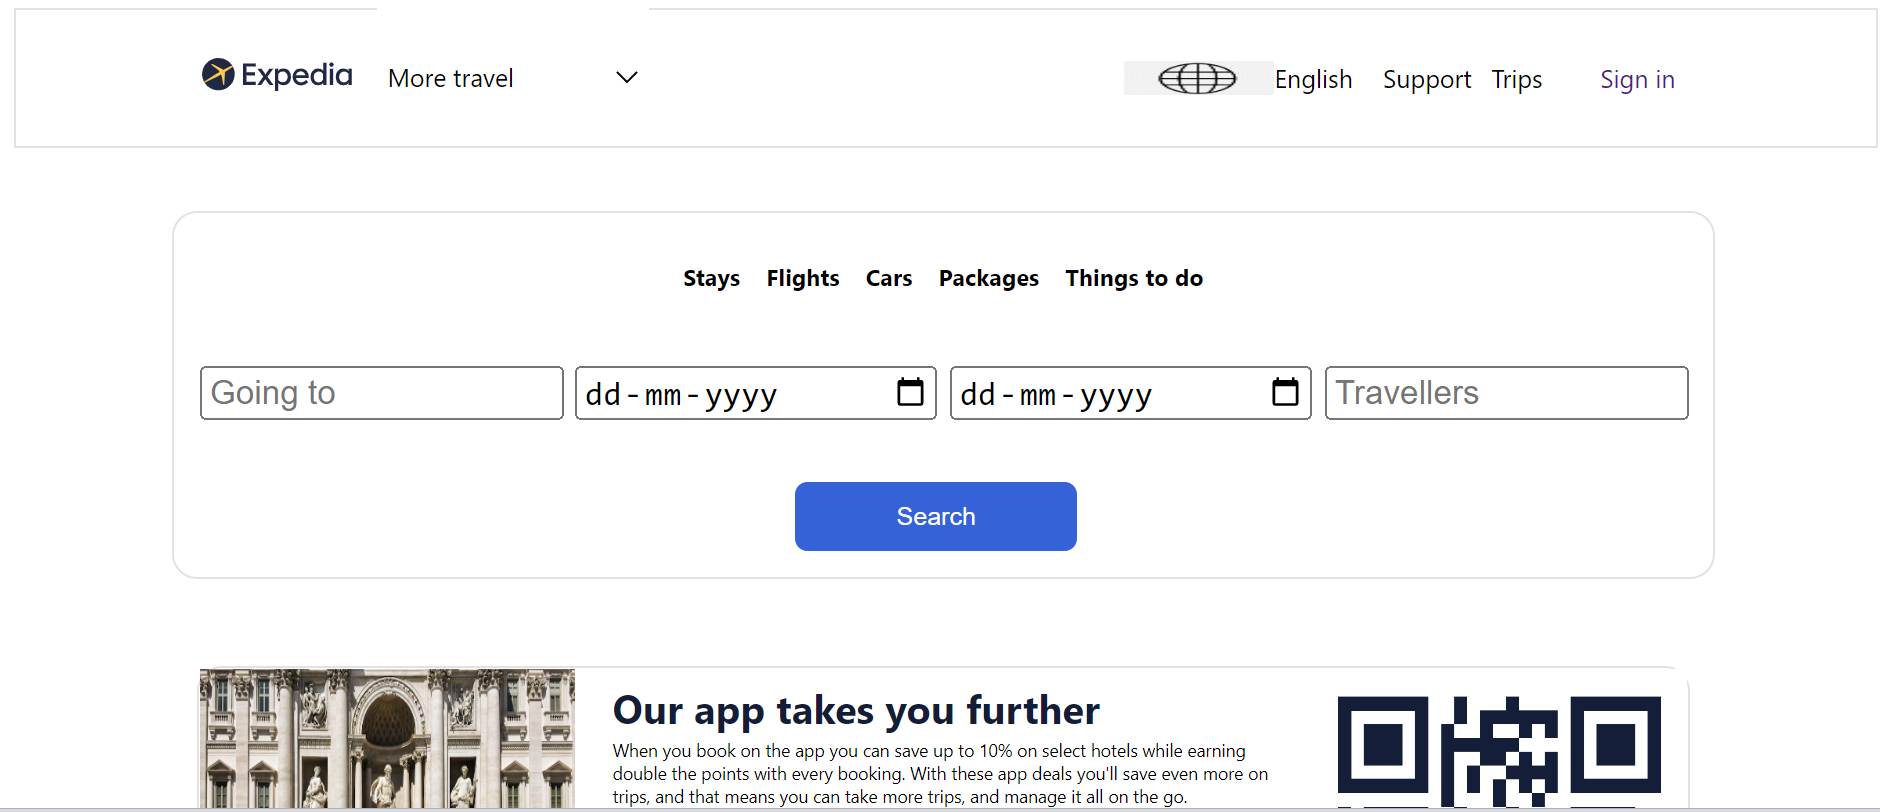 Expedia More travel English Support Trips Sign in
Stays Flights Cars Packages Things to do
Going to dd-mm-yyyy dd-mm-yyyy Travellers
Search
Our app takes you further
When you book on the app you can save up to 10% on select hotels while earning
double the points with every booking. With these app deals you'll save even more on
trips, and that means you can take more trips, and manage it all on the go.